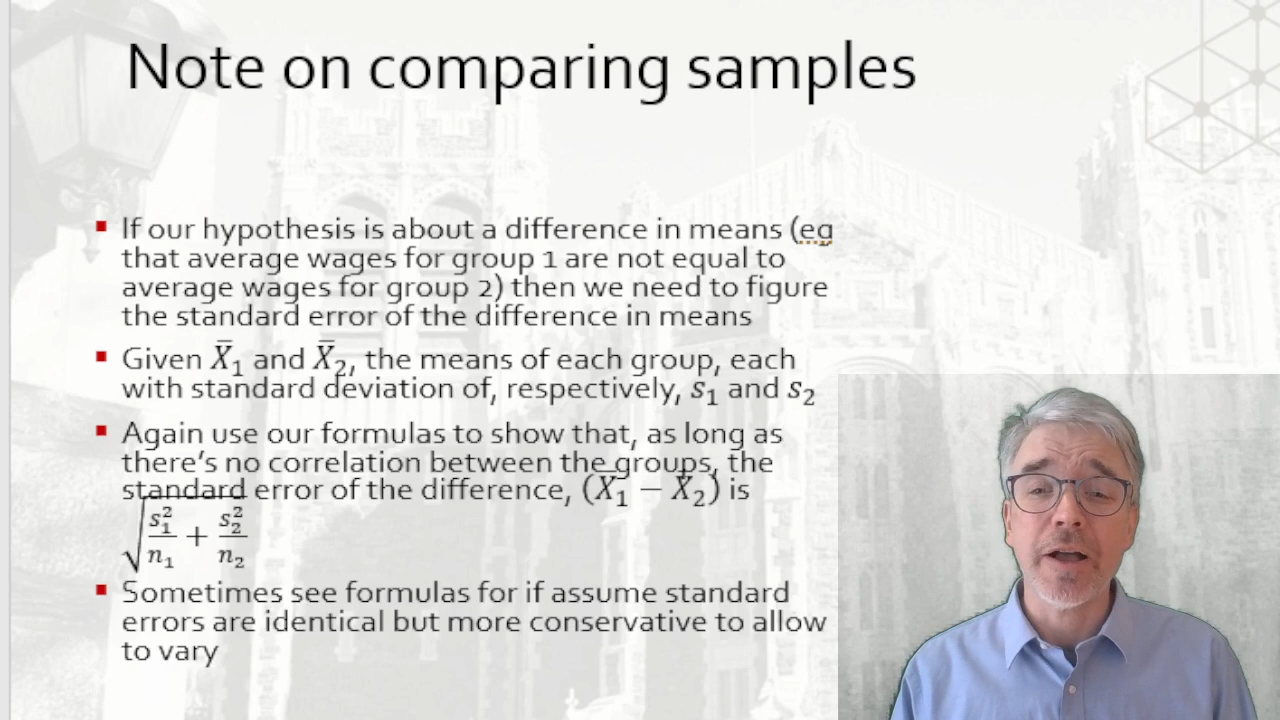 Note on comparing samples
If our hypothesis is about a difference in means (eg
that average wages for group 1 are not equal to
average wages for group 2) then we need to figure
the standard error of the difference in means
Given X̄₁ and X̄₂, the means of each group, each
with standard deviation of, respectively, s₁ and s₂
Again use our formulas to show that, as long as
there's no correlation between the groups, the
standard error of the difference, (X̄₁ − X̄₂) is
√(s₁²/n₁ + s₂²/n₂)
Sometimes see formulas for if assume standard
errors are identical but more conservative to allow
to vary